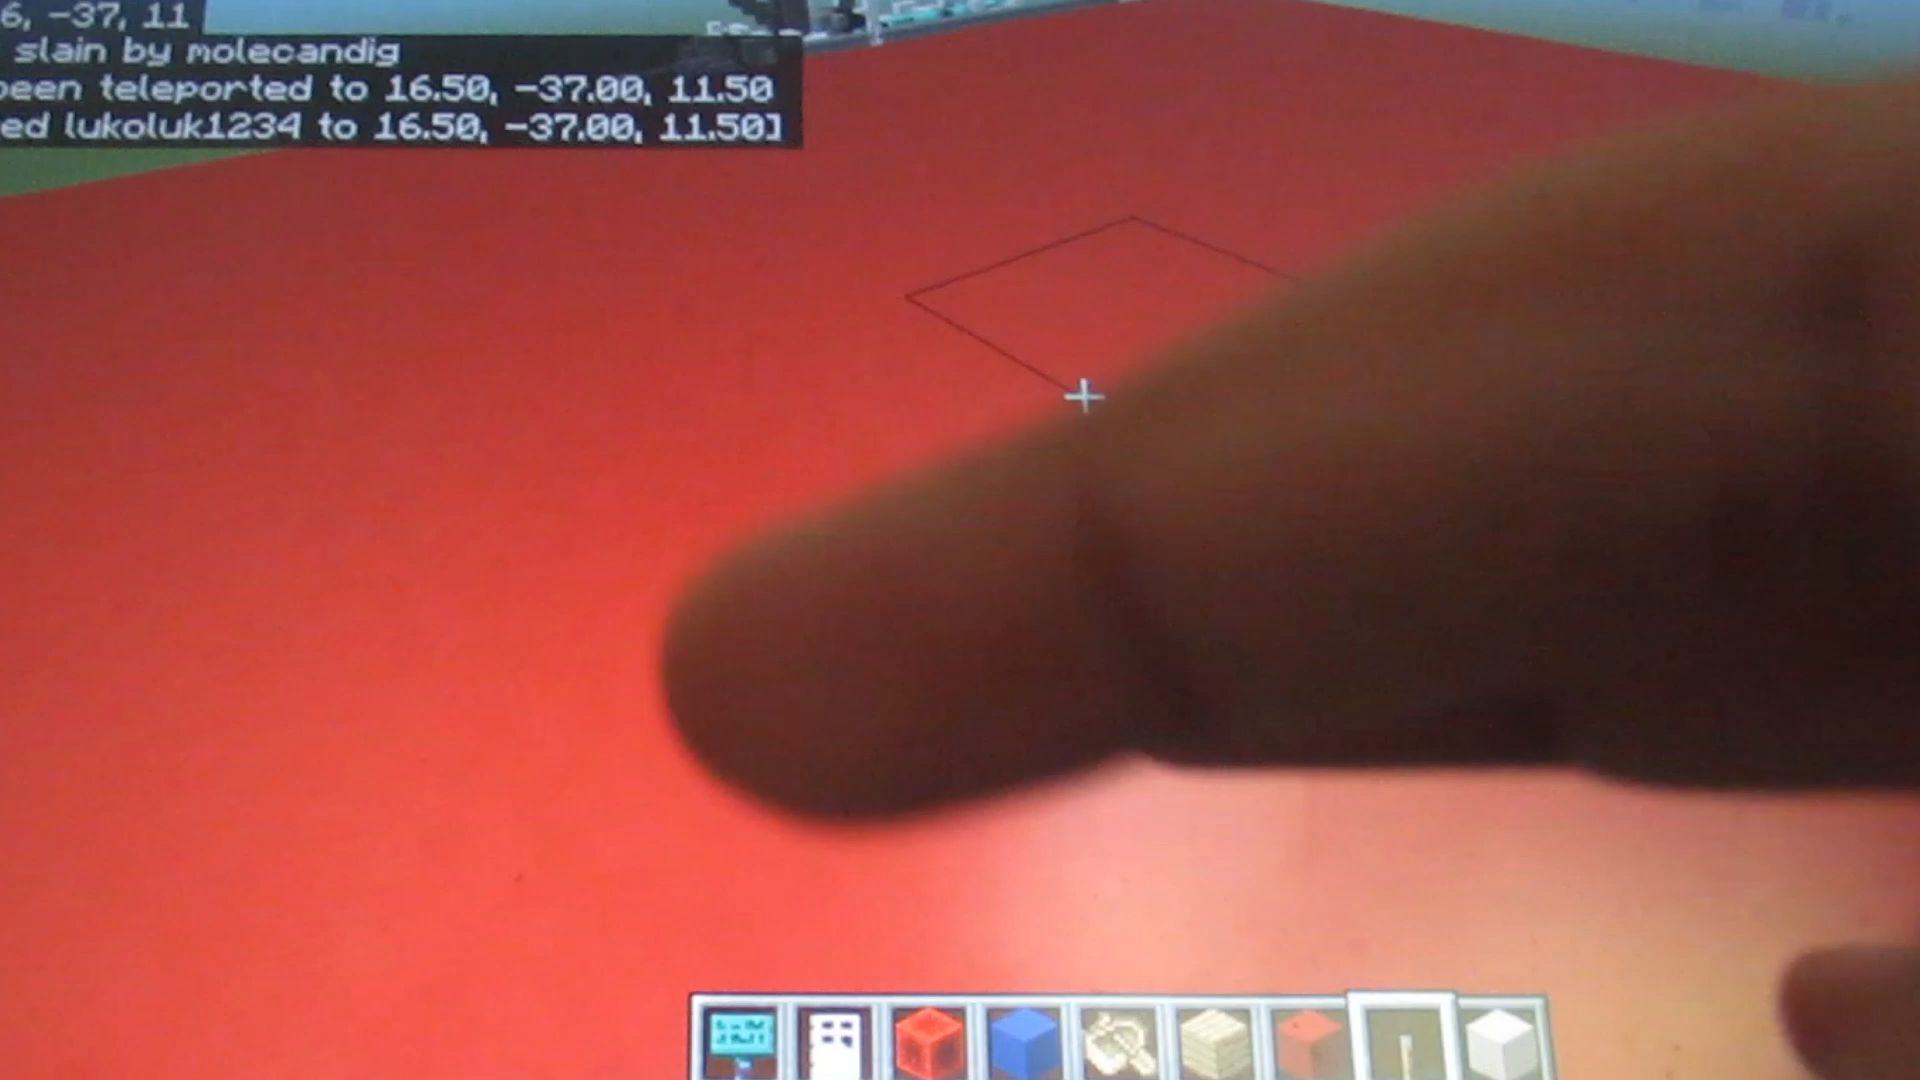 6, -37, 11
slain by molecandig
been teleported to 16.50, -37.00, 11.50
ed lukoluk1234 to 16.50, -37.00, 11.50]